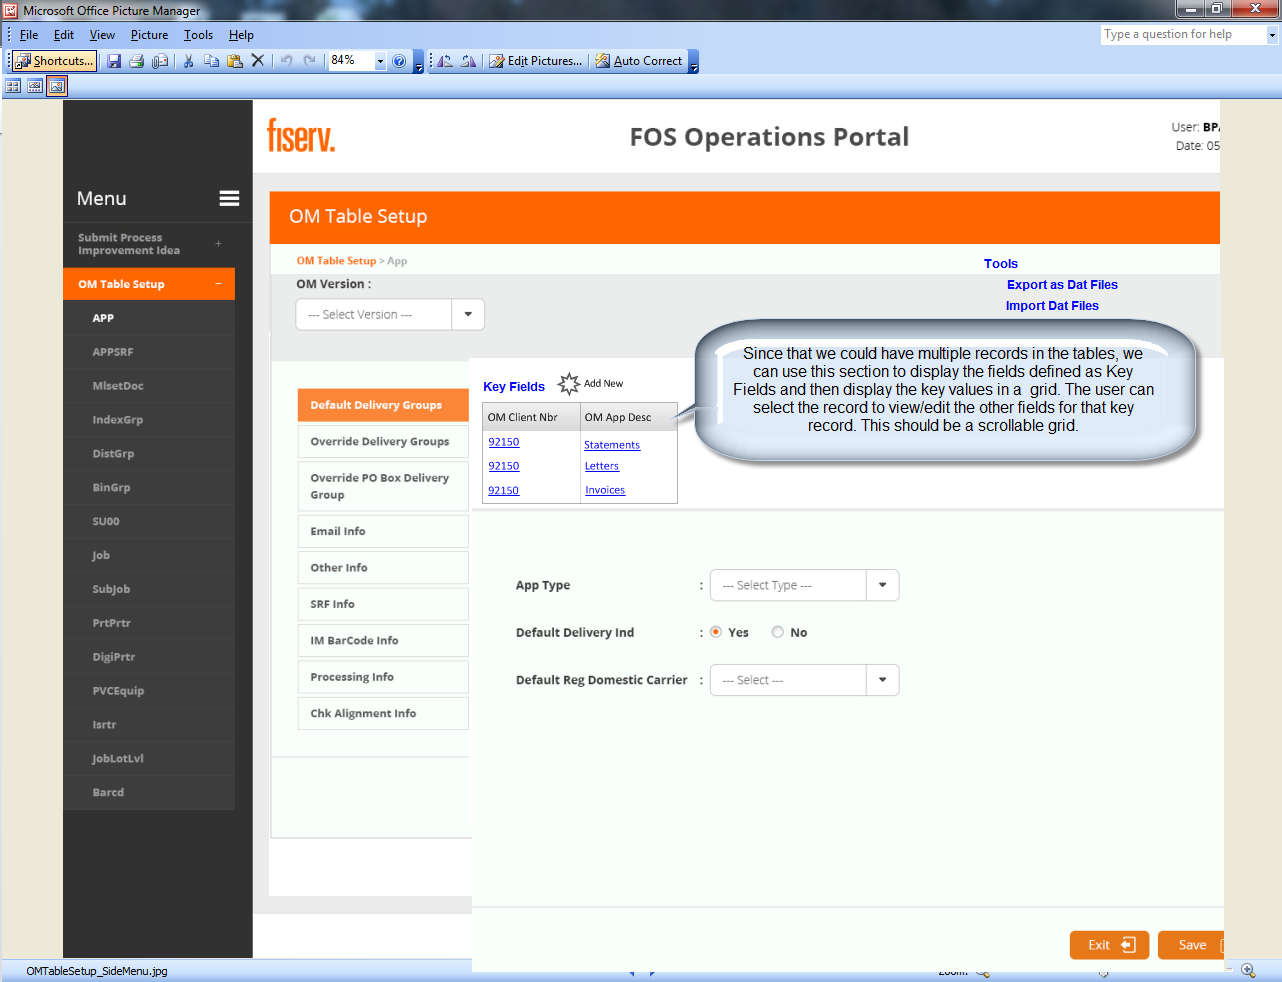 Microsoft Office Picture Manager
File Edit View Picture Tools Help
Type a question for help
Shortcuts... 84% Edit Pictures... Auto Correct
fiserv.
FOS Operations Portal
User: BPA
Date: 05
Menu
Submit Process
Improvement Idea +
OM Table Setup –
APP
APPSRF
MlsetDoc
IndexGrp
DistGrp
BinGrp
SU00
Job
SubJob
PrtPrtr
DigiPrtr
PVCEquip
Isrtr
JobLotLvl
Barcd
OM Table Setup
OM Table Setup > App
OM Version :
--- Select Version ---
Tools
Export as Dat Files
Import Dat Files
Default Delivery Groups
Override Delivery Groups
Override PO Box Delivery
Group
Email Info
Other Info
SRF Info
IM BarCode Info
Processing Info
Chk Alignment Info
Key Fields Add New
OM Client Nbr OM App Desc
92150 Statements
92150 Letters
92150 Invoices
Since that we could have multiple records in the tables, we
can use this section to display the fields defined as Key
Fields and then display the key values in a grid. The user can
select the record to view/edit the other fields for that key
record. This should be a scrollable grid.
App Type : --- Select Type ---
Default Delivery Ind : Yes No
Default Reg Domestic Carrier : --- Select ---
Exit Save
OMTableSetup_SideMenu.jpg
Zoom: